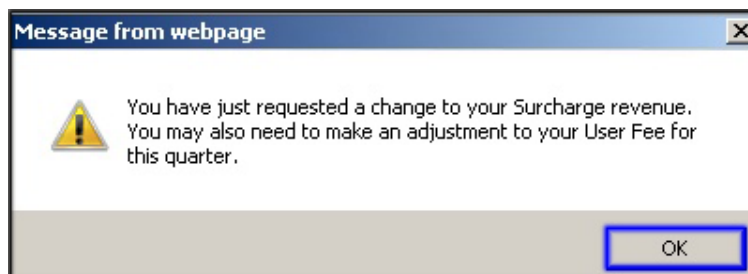 Message from webpage
You have just requested a change to your Surcharge revenue.
You may also need to make an adjustment to your User Fee for
this quarter.
OK